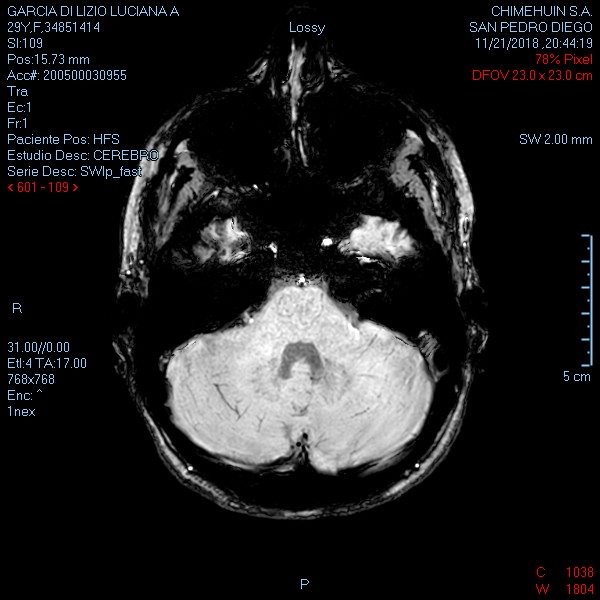 GARCIA DI LIZIO LUCIANA A
29Y,F,34851414
Sl:109
Pos:15.73 mm
Acc#: 200500030955
Tra
Ec:1
Fr:1
Paciente Pos: HFS
Estudio Desc: CEREBRO
Serie Desc: SWIp_fast
< 601 - 109 >
Lossy
CHIMEHUIN S.A.
SAN PEDRO DIEGO
11/21/2018 ,20:44:19
78% Pixel
DFOV 23.0 x 23.0 cm
SW 2.00 mm
R
31.00//0.00
Etl:4 TA:17.00
768x768
Enc: ^
1nex
5 cm
P
C 1038
W 1804